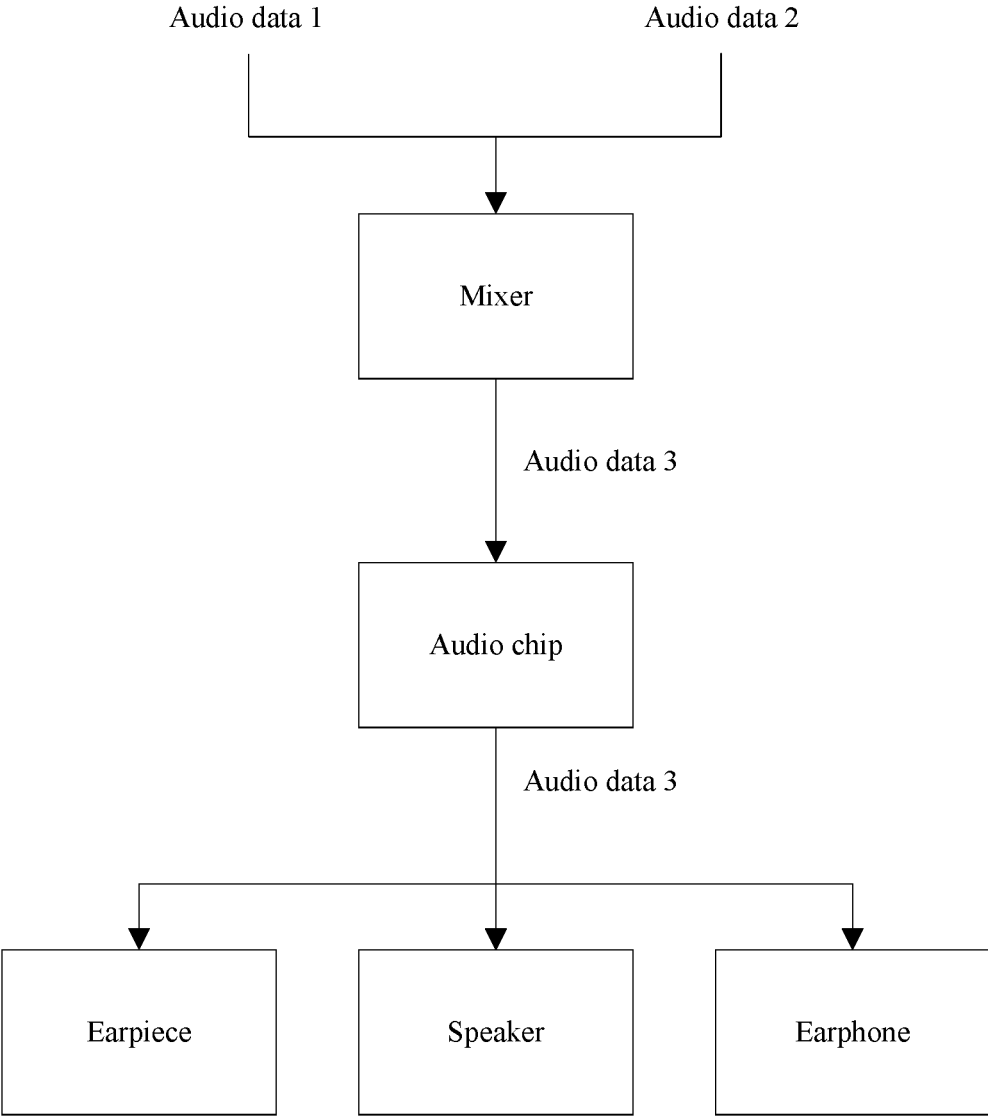 Audio data 1
Audio data 2
Mixer
Audio data 3
Audio chip
Audio data 3
Earpiece
Speaker
Earphone